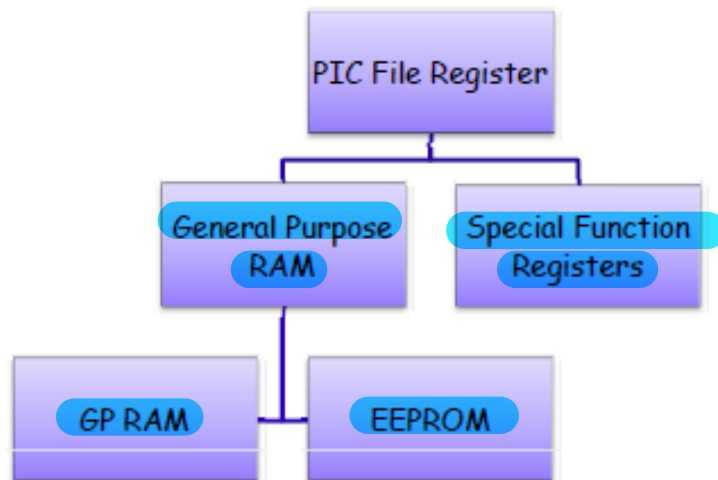 PIC File Register
General Purpose
RAM
Special Function
Registers
GP RAM
EEPROM